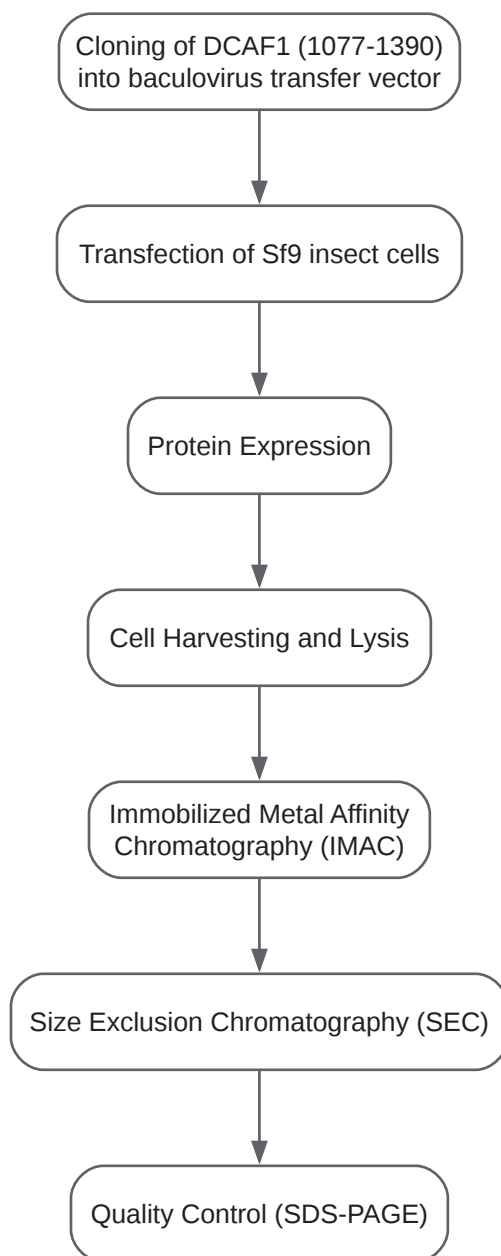 Cloning of DCAF1 (1077-1390)
into baculovirus transfer vector
Transfection of Sf9 insect cells
Protein Expression
Cell Harvesting and Lysis
Immobilized Metal Affinity
Chromatography (IMAC)
Size Exclusion Chromatography (SEC)
Quality Control (SDS-PAGE)